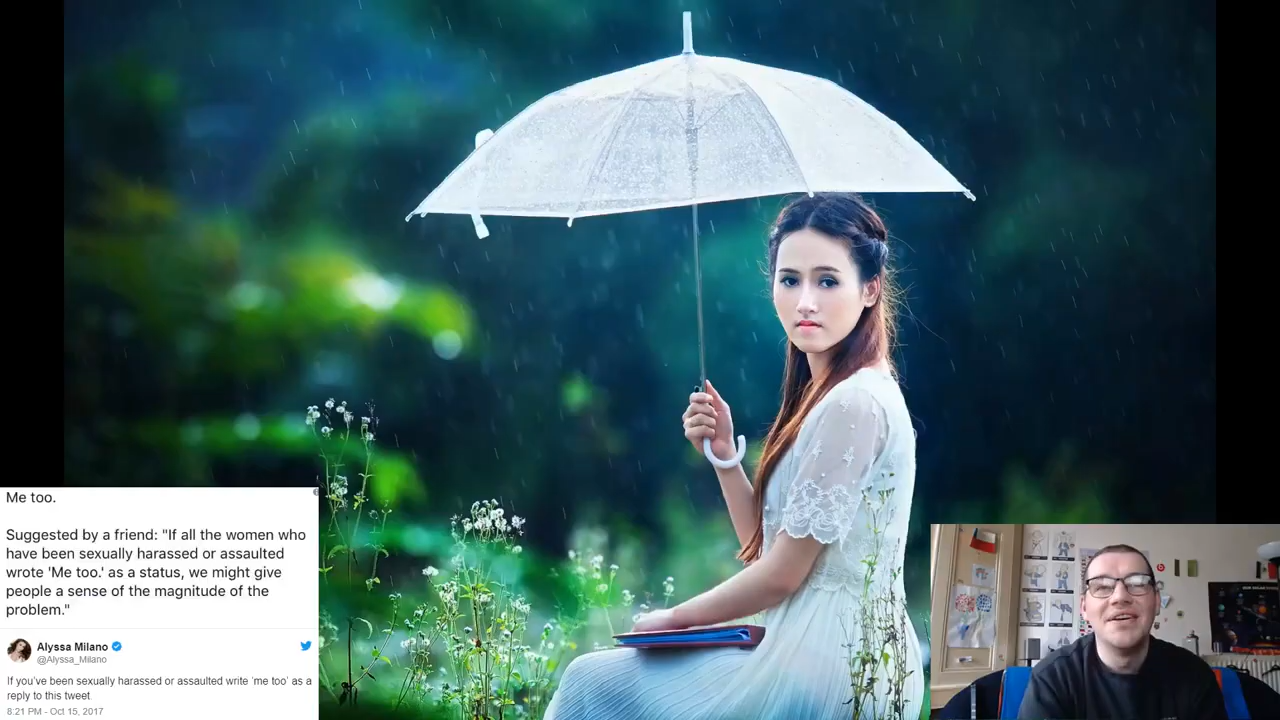 Me too.
Suggested by a friend: "If all the women who
have been sexually harassed or assaulted
wrote 'Me too.' as a status, we might give
people a sense of the magnitude of the
problem."
Alyssa Milano
@Alyssa_Milano
If you've been sexually harassed or assaulted write 'me too' as a
reply to this tweet
8:21 PM - Oct 15, 2017